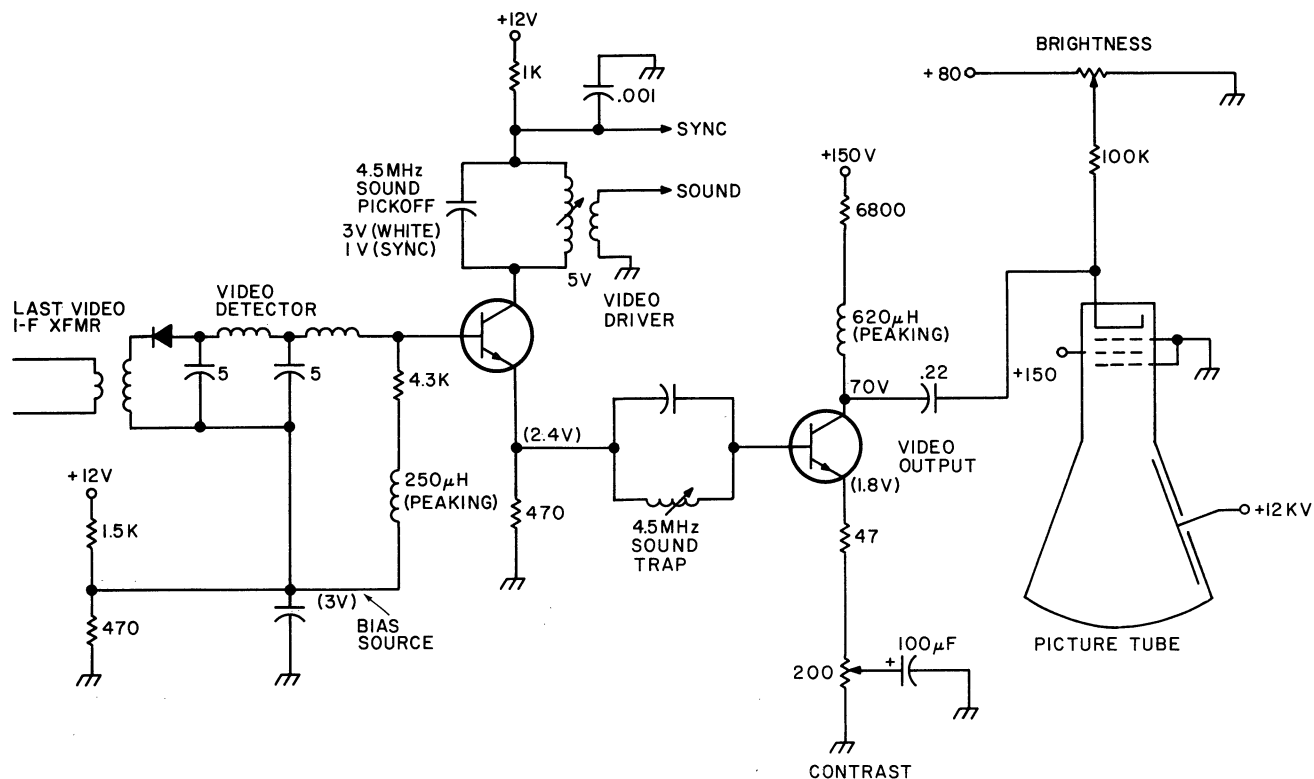 +12V
1K
.001
SYNC
BRIGHTNESS
+80
100K
4.5MHz
SOUND
PICKOFF
3V (WHITE)
1V (SYNC)
SOUND
5V
VIDEO
DRIVER
+150V
6800
620µH
(PEAKING)
LAST VIDEO
I-F XFMR
VIDEO
DETECTOR
5
5
4.3K
250µH
(PEAKING)
(2.4V)
470
4.5MHz
SOUND
TRAP
70V
.22
VIDEO
OUTPUT
(1.8V)
47
+150
+12KV
PICTURE TUBE
+12V
1.5K
470
(3V)
BIAS
SOURCE
200
+
100µF
CONTRAST